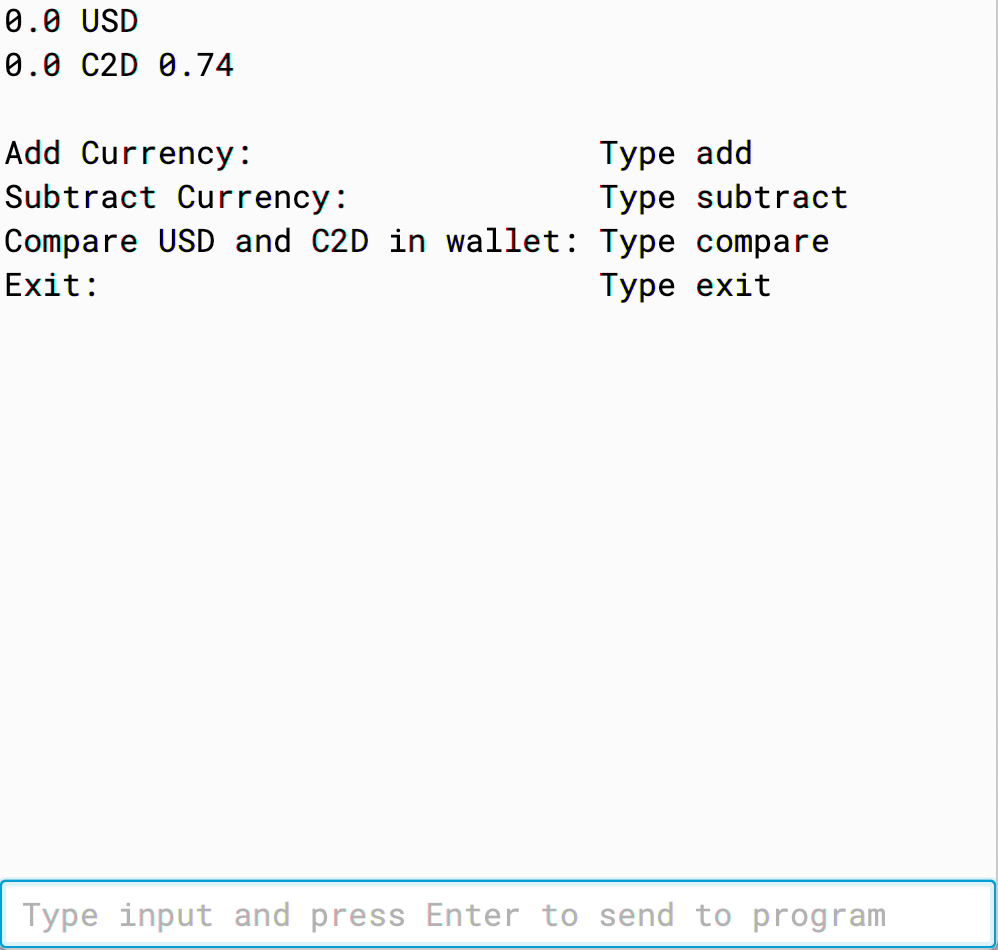 0.0 USD
0.0 C2D 0.74
Add Currency: Type add
Subtract Currency: Type subtract
Compare USD and C2D in wallet: Type compare
Exit: Type exit
Type input and press Enter to send to program